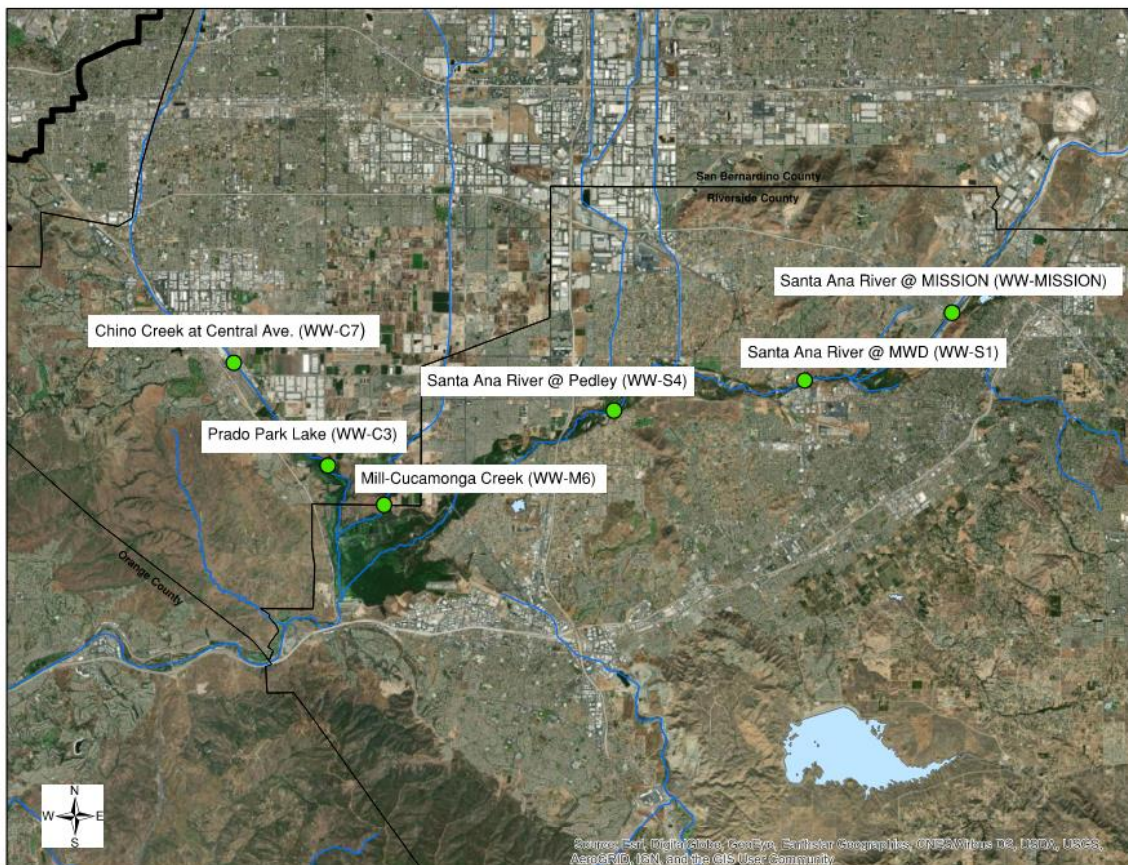 San Bernardino County
Riverside County
Santa Ana River @ MISSION (WW-MISSION)
Chino Creek at Central Ave. (WW-C7)
Santa Ana River @ MWD (WW-S1)
Santa Ana River @ Pedley (WW-S4)
Prado Park Lake (WW-C3)
Mill-Cucamonga Creek (WW-M6)
Orange County
N
W E
S
Source: Esri, DigitalGlobe, GeoEye, Earthstar Geographics, CNES/Airbus DS, USDA, USGS,
AeroGRID, IGN, and the GIS User Community